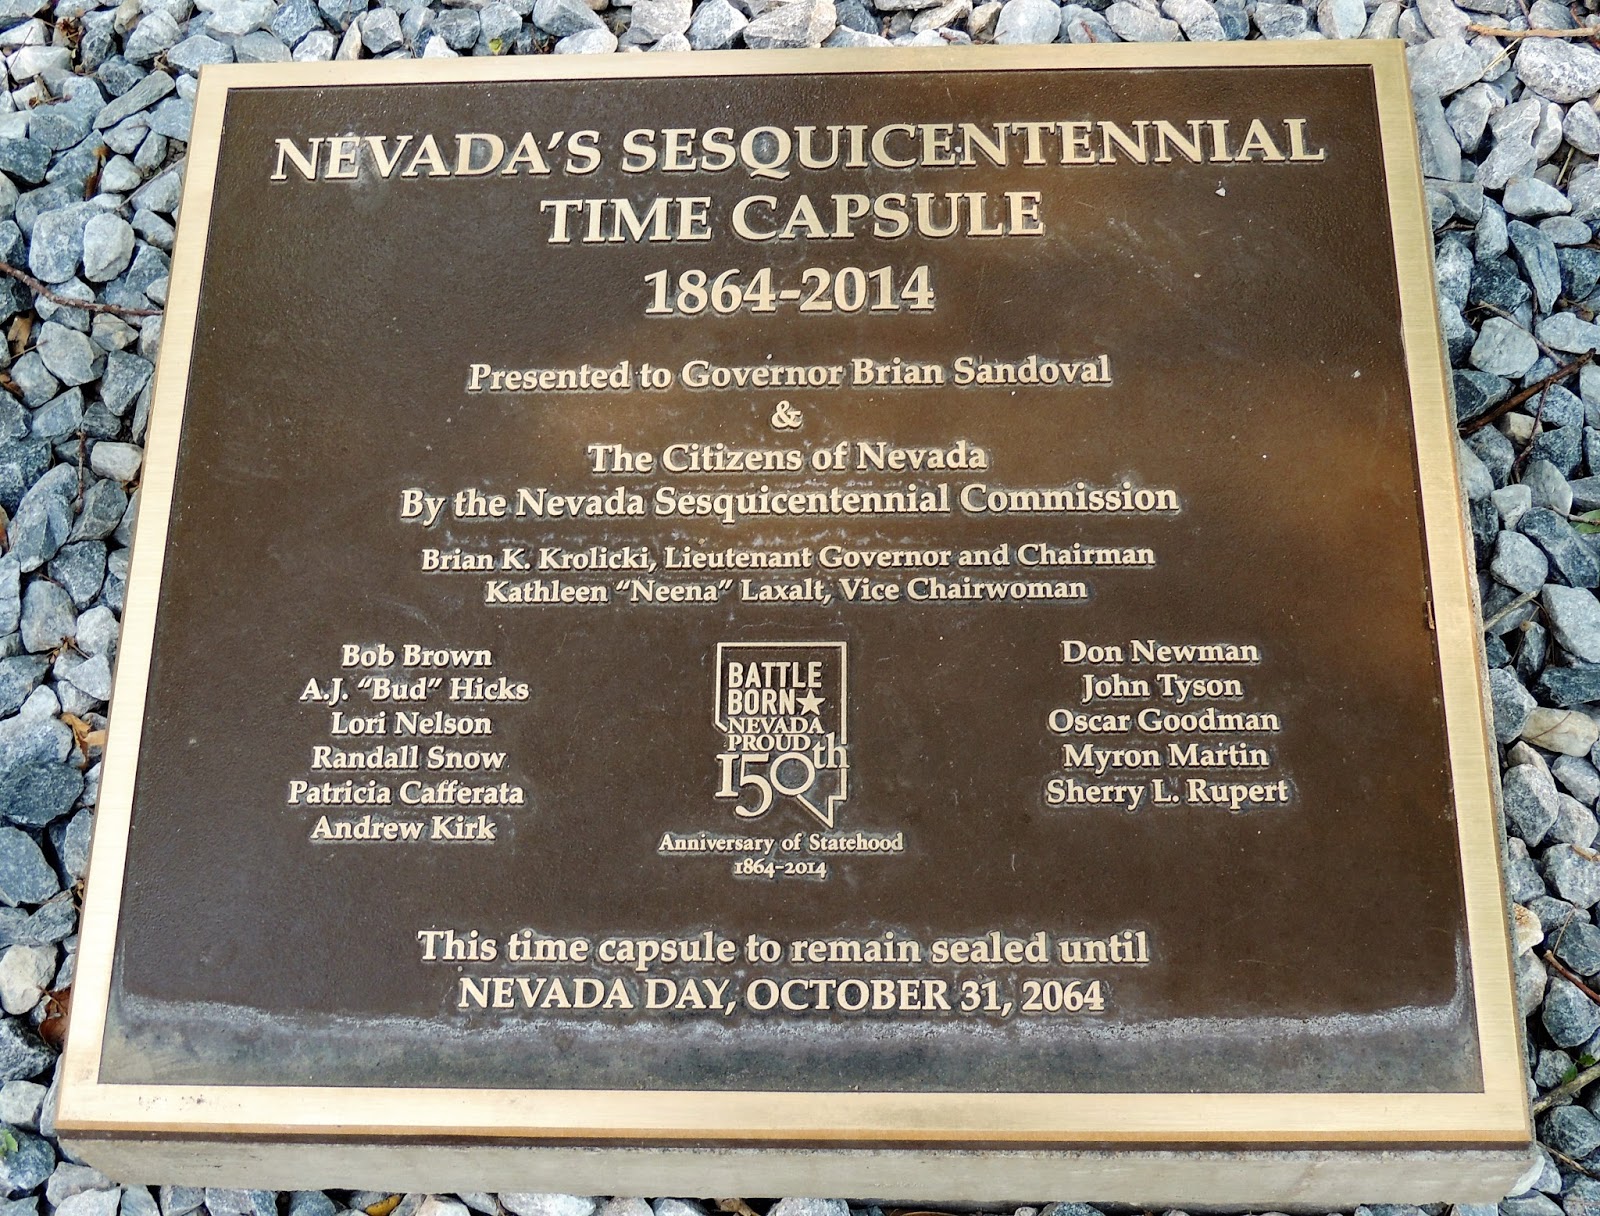 NEVADA'S SESQUICENTENNIAL
TIME CAPSULE
1864-2014
Presented to Governor Brian Sandoval
&
The Citizens of Nevada
By the Nevada Sesquicentennial Commission
Brian K. Krolicki, Lieutenant Governor and Chairman
Kathleen “Neena” Laxalt, Vice Chairwoman
Bob Brown
A.J. “Bud” Hicks
Lori Nelson
Randall Snow
Patricia Cafferata
Andrew Kirk
BATTLE
BORN★
NEVADA
PROUD
150th
Anniversary of Statehood
1864-2014
Don Newman
John Tyson
Oscar Goodman
Myron Martin
Sherry L. Rupert
This time capsule to remain sealed until
NEVADA DAY, OCTOBER 31, 2064